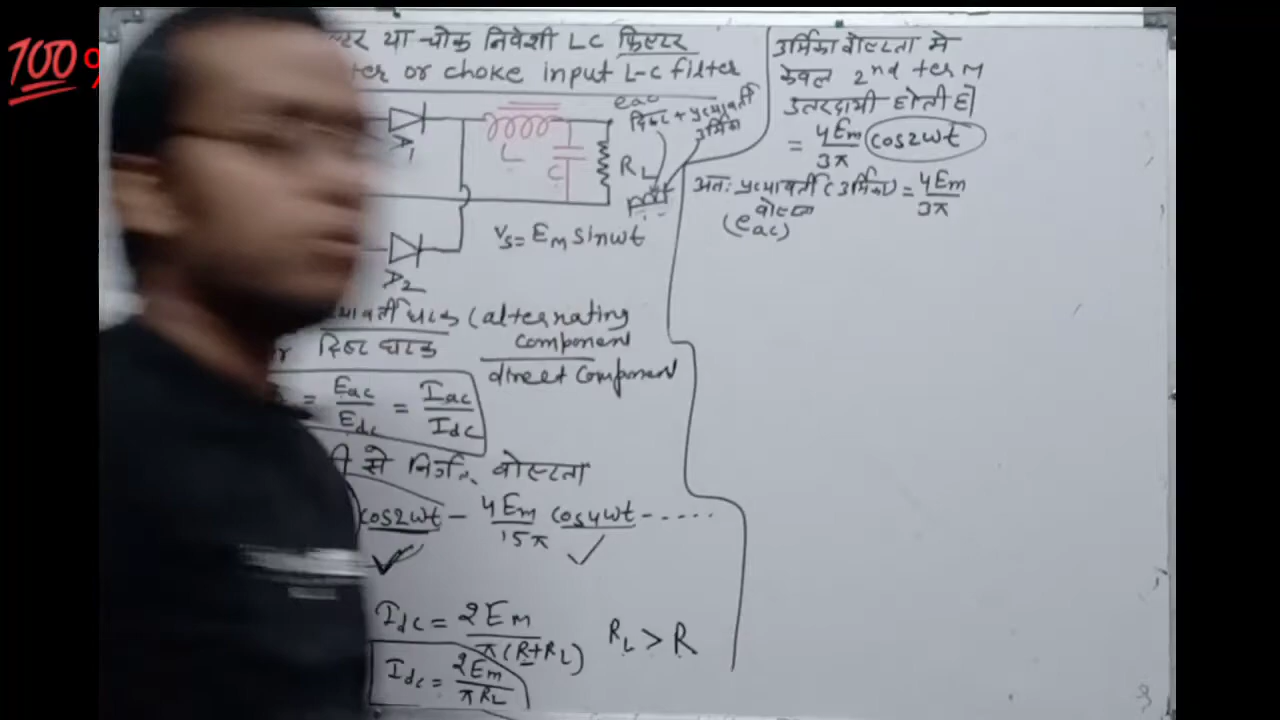 100%
ल्टर या चोक निवेशी LC फिल्टर
ter or choke input L-C filter
eac
दिष्ट + प्रत्यावर्ती
उर्मिका
D1
L
C
RL
Vs = Em sinωt
D2
यावर्ती घटक (alternating
component
or दिष्ट घटक
direct component
= Eac/Edc = Iac/Idc
से निर्गत वोल्टता
cos2ωt - 4Em/15π cos4ωt -----
Idc = 2Em/π(R+RL) RL > R
Idc = 2Em/πRL
उर्मिका वोल्टता मे
केवल 2nd term
उत्तरदायी होती है
= 4Em/3π cos2ωt
अतः प्रत्यावर्ती (उर्मिका) = 4Em/3π
वोल्टता
(eac)